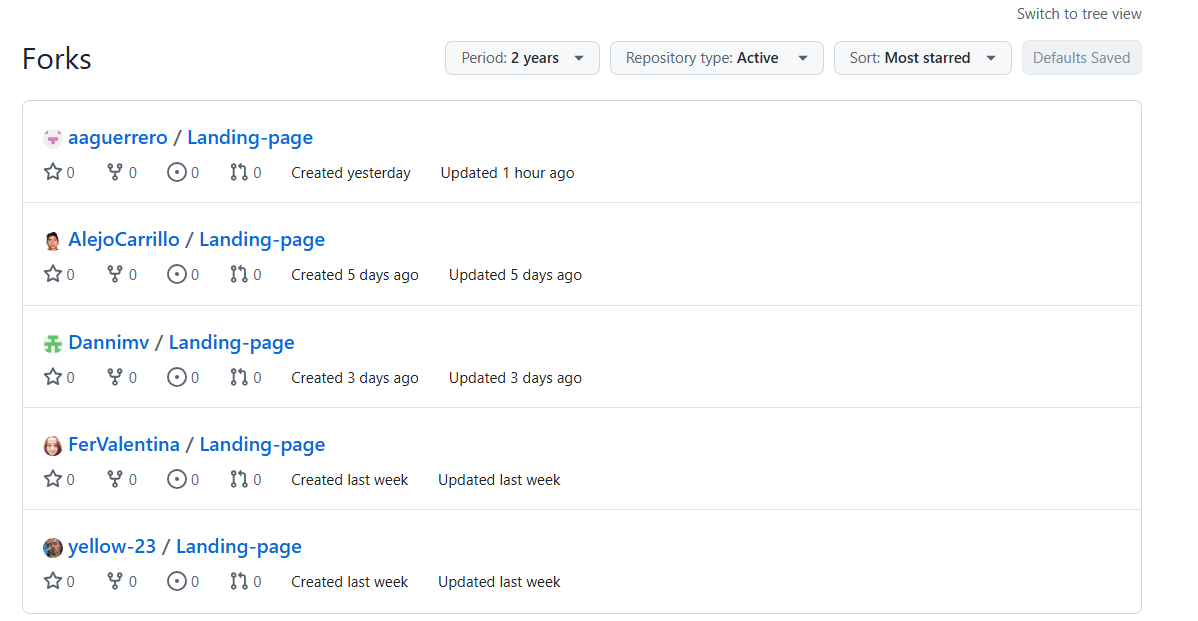 Switch to tree view
Forks
Period: 2 years
Repository type: Active
Sort: Most starred
Defaults Saved
aaguerrero / Landing-page
0 0 0 0 Created yesterday Updated 1 hour ago
AlejoCarrillo / Landing-page
0 0 0 0 Created 5 days ago Updated 5 days ago
Dannimv / Landing-page
0 0 0 0 Created 3 days ago Updated 3 days ago
FerValentina / Landing-page
0 0 0 0 Created last week Updated last week
yellow-23 / Landing-page
0 0 0 0 Created last week Updated last week